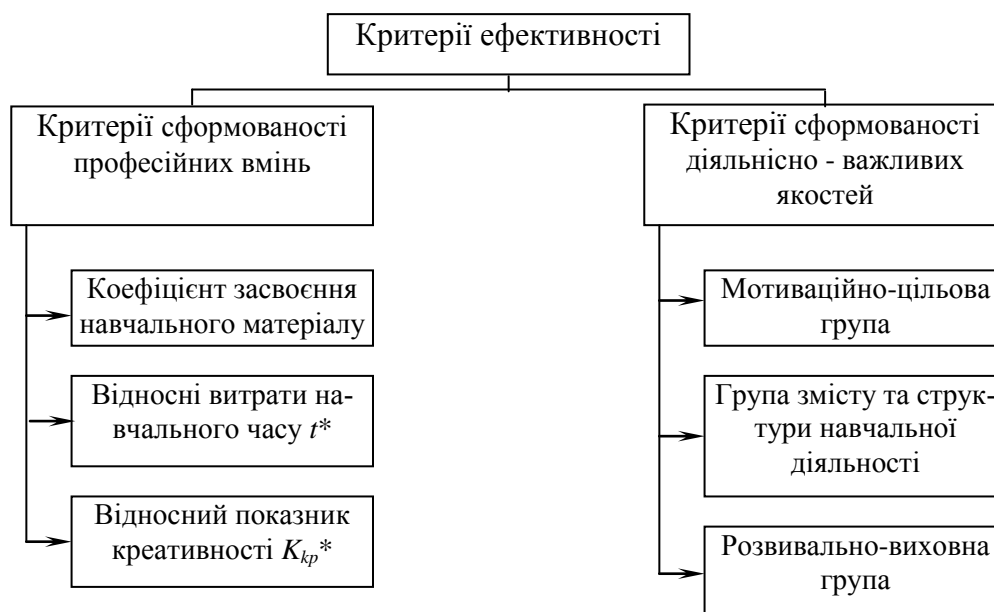 Критерії ефективності
Критерії сформованості
професійних вмінь
Коефіцієнт засвоєння
навчального матеріалу
Відносні витрати на-
вчального часу t*
Відносний показник
креативності Kkp*
Критерії сформованості
діяльнісно - важливих
якостей
Мотиваційно-цільова
група
Група змісту та струк-
тури навчальної
діяльності
Розвивально-виховна
група